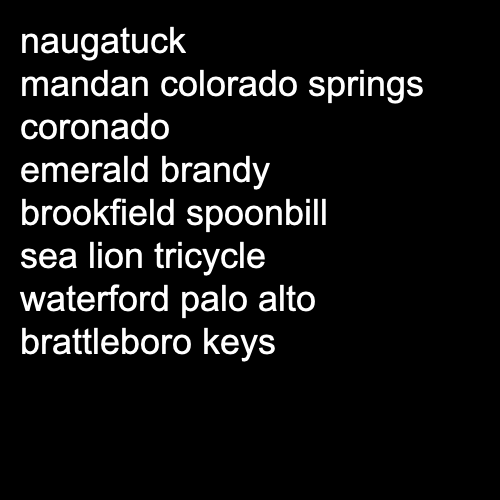 naugatuck
mandan colorado springs
coronado
emerald brandy
brookfield spoonbill
sea lion tricycle
waterford palo alto
brattleboro keys